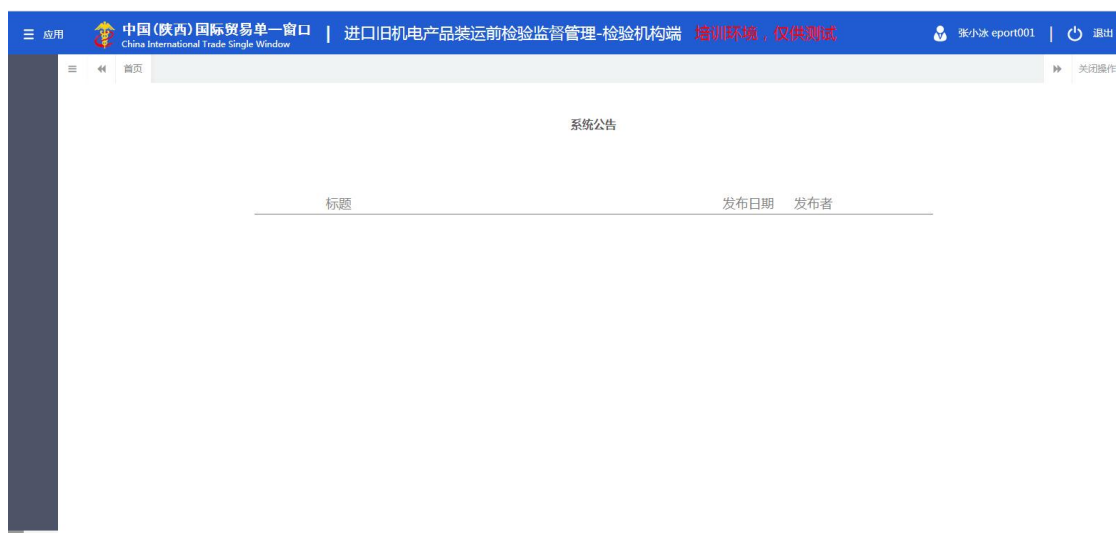 应用
中国(陕西)国际贸易单一窗口 | 进口旧机电产品装运前检验监督管理-检验机构端 培训环境，仅供测试 张小冰 eport001 | 退出
China International Trade Single Window
首页 关闭操作
系统公告
标题 发布日期 发布者